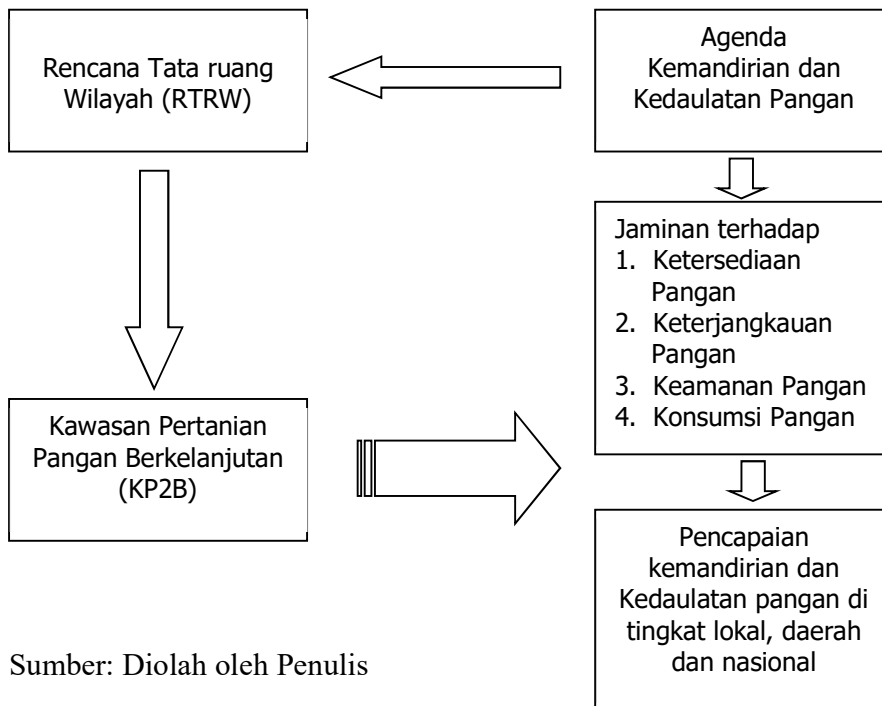 Rencana Tata ruang
Wilayah (RTRW)
Agenda
Kemandirian dan
Kedaulatan Pangan
Jaminan terhadap
1. Ketersediaan
Pangan
2. Keterjangkauan
Pangan
3. Keamanan Pangan
4. Konsumsi Pangan
Kawasan Pertanian
Pangan Berkelanjutan
(KP2B)
Pencapaian
kemandirian dan
Kedaulatan pangan di
tingkat lokal, daerah
dan nasional
Sumber: Diolah oleh Penulis